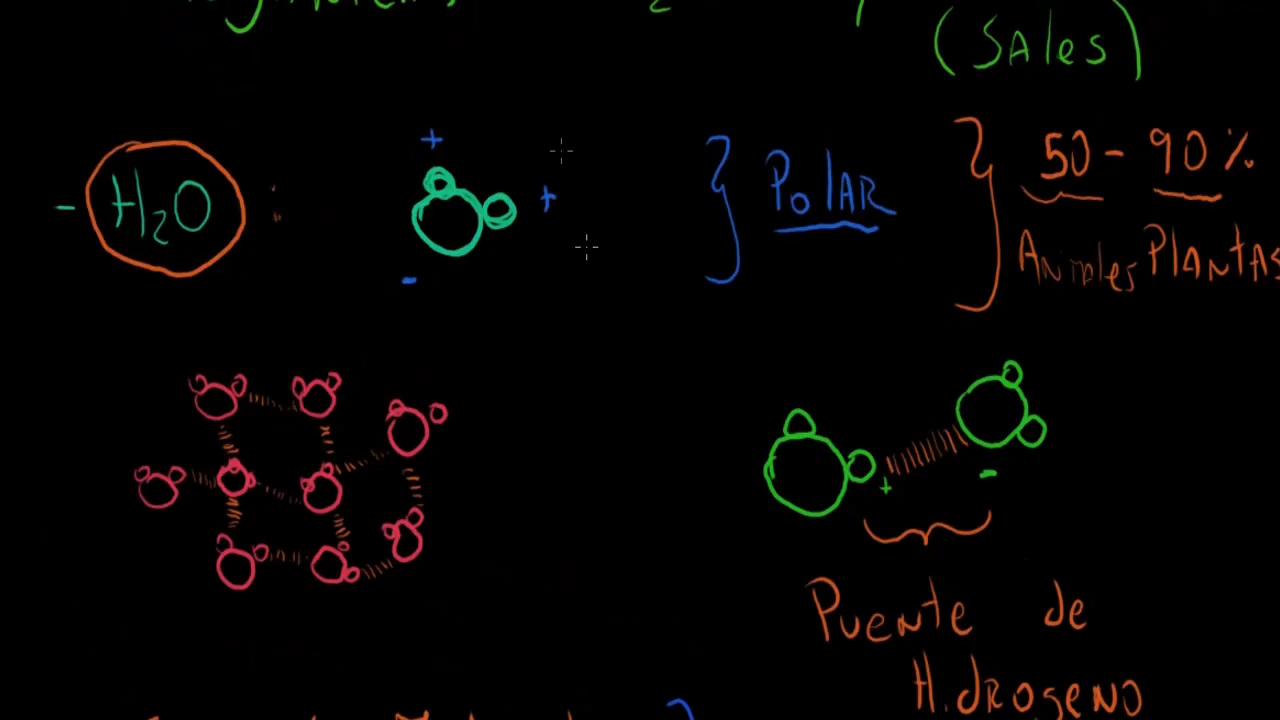 (Sales)
- H2O :
+
+
-
} Polar
} 50 - 90 %
Animales Plantas
+
-
Puente de
Hidrogeno